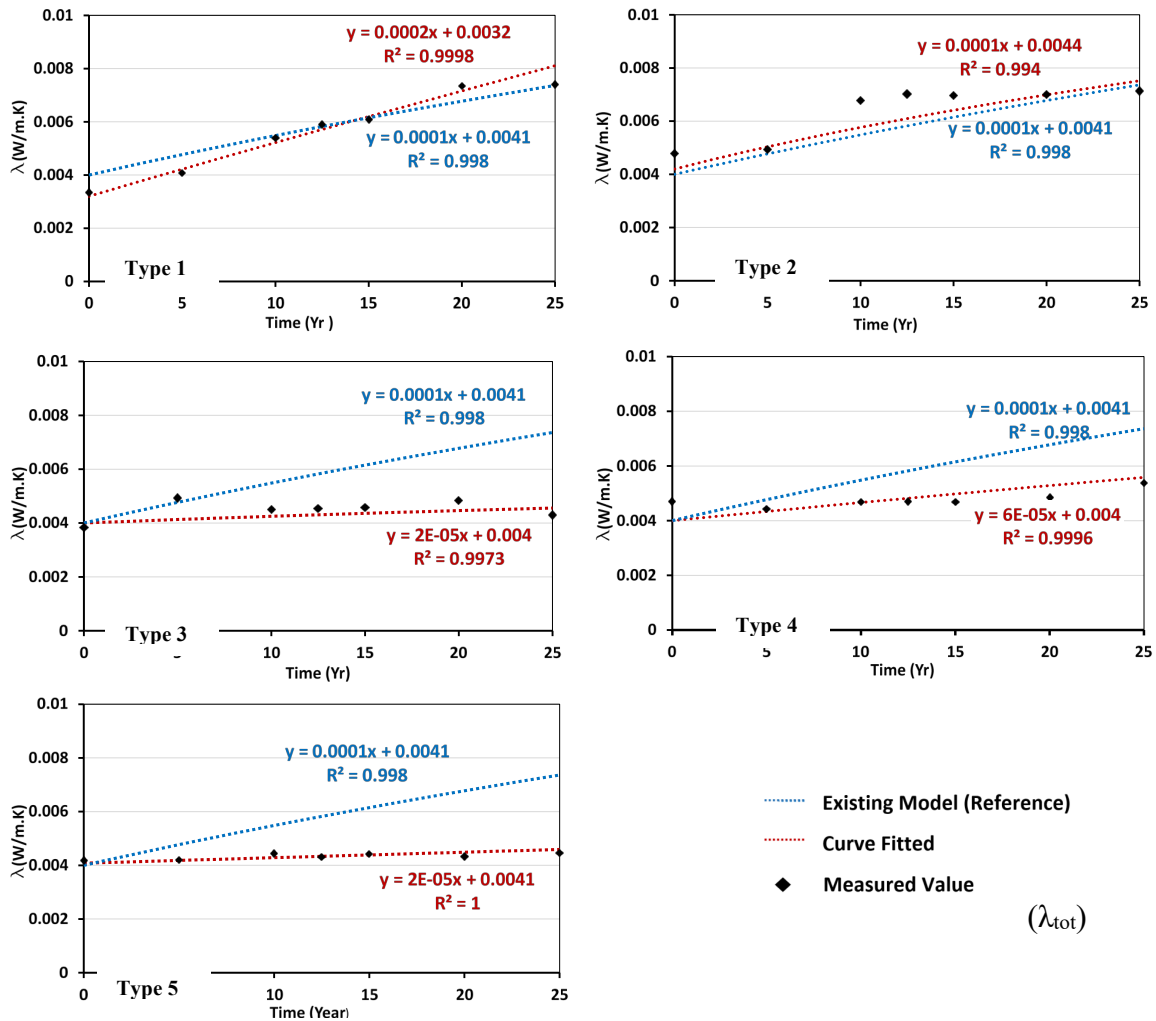 0.01
0.008
0.006
0.004
0.002
0
λ(W/m.K)
y = 0.0002x + 0.0032
R² = 0.9998
y = 0.0001x + 0.0041
R² = 0.998
Type 1
0 5 10 15 20 25
Time (Yr )
0.01
0.008
0.006
0.004
0.002
0
λ(W/m.K)
y = 0.0001x + 0.0044
R² = 0.994
y = 0.0001x + 0.0041
R² = 0.998
Type 2
0 5 10 15 20 25
Time (Yr)
0.01
0.008
0.006
0.004
0.002
0
λ(W/m.K)
y = 0.0001x + 0.0041
R² = 0.998
y = 2E-05x + 0.004
R² = 0.9973
Type 3
0 10 15 20 25
Time (Yr)
0.01
0.008
0.006
0.004
0.002
0
λ(W/m.K)
y = 0.0001x + 0.0041
R² = 0.998
y = 6E-05x + 0.004
R² = 0.9996
Type 4
0 5 10 15 20 25
Time (Yr)
0.01
0.008
0.006
0.004
0.002
0
λ(W/m.K)
y = 0.0001x + 0.0041
R² = 0.998
y = 2E-05x + 0.0041
R² = 1
Type 5
0 10 15 20 25
Time (Year)
Existing Model (Reference)
Curve Fitted
Measured Value
(λtot)